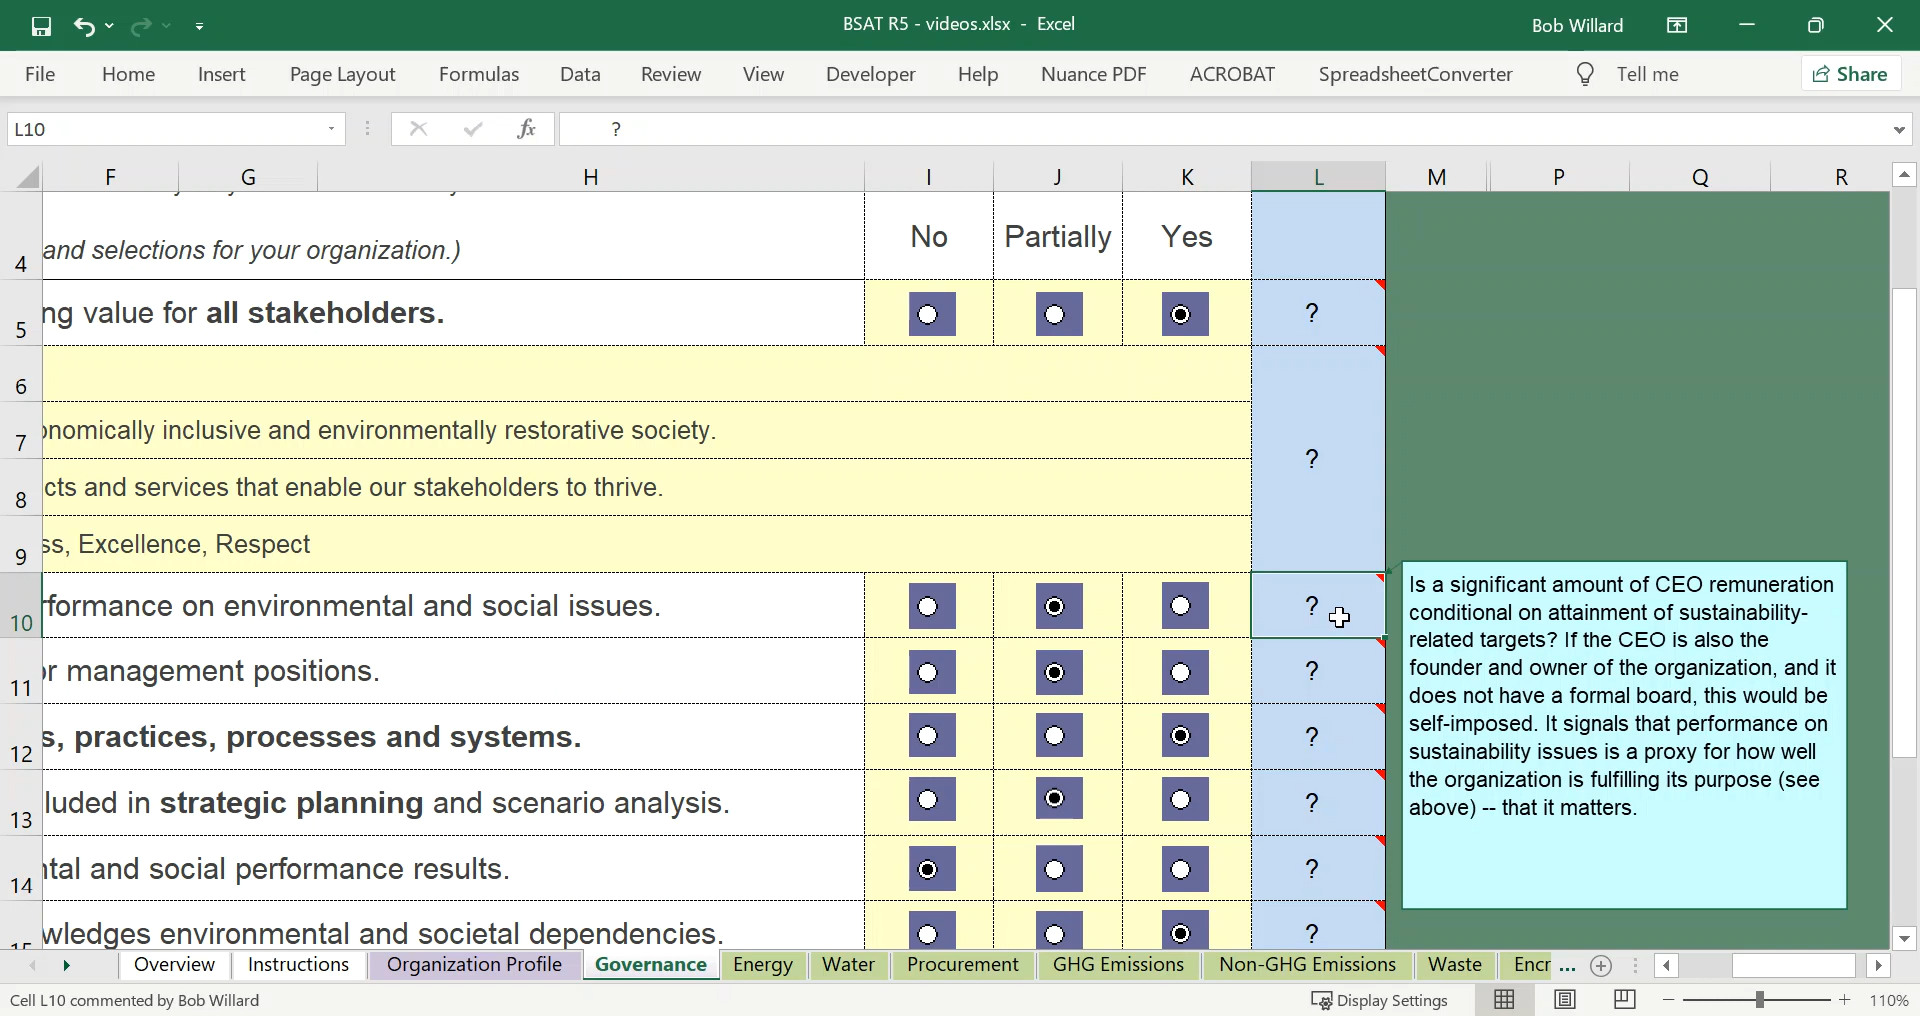 BSAT R5 - videos.xlsx - Excel
Bob Willard
File Home Insert Page Layout Formulas Data Review View Developer Help Nuance PDF ACROBAT SpreadsheetConverter Tell me Share
L10 fx ?
F G H I J K L M P Q R
4 and selections for your organization.) No Partially Yes
5 ng value for all stakeholders. ?
6
7 onomically inclusive and environmentally restorative society.
?
8 cts and services that enable our stakeholders to thrive.
9 ss, Excellence, Respect
10 rformance on environmental and social issues. ?
11 or management positions. ?
12 s, practices, processes and systems. ?
13 luded in strategic planning and scenario analysis. ?
14 ntal and social performance results. ?
15 wledges environmental and societal dependencies. ?
Is a significant amount of CEO remuneration
conditional on attainment of sustainability-
related targets? If the CEO is also the
founder and owner of the organization, and it
does not have a formal board, this would be
self-imposed. It signals that performance on
sustainability issues is a proxy for how well
the organization is fulfilling its purpose (see
above) -- that it matters.
Overview Instructions Organization Profile Governance Energy Water Procurement GHG Emissions Non-GHG Emissions Waste Encr ...
Cell L10 commented by Bob Willard Display Settings 110%